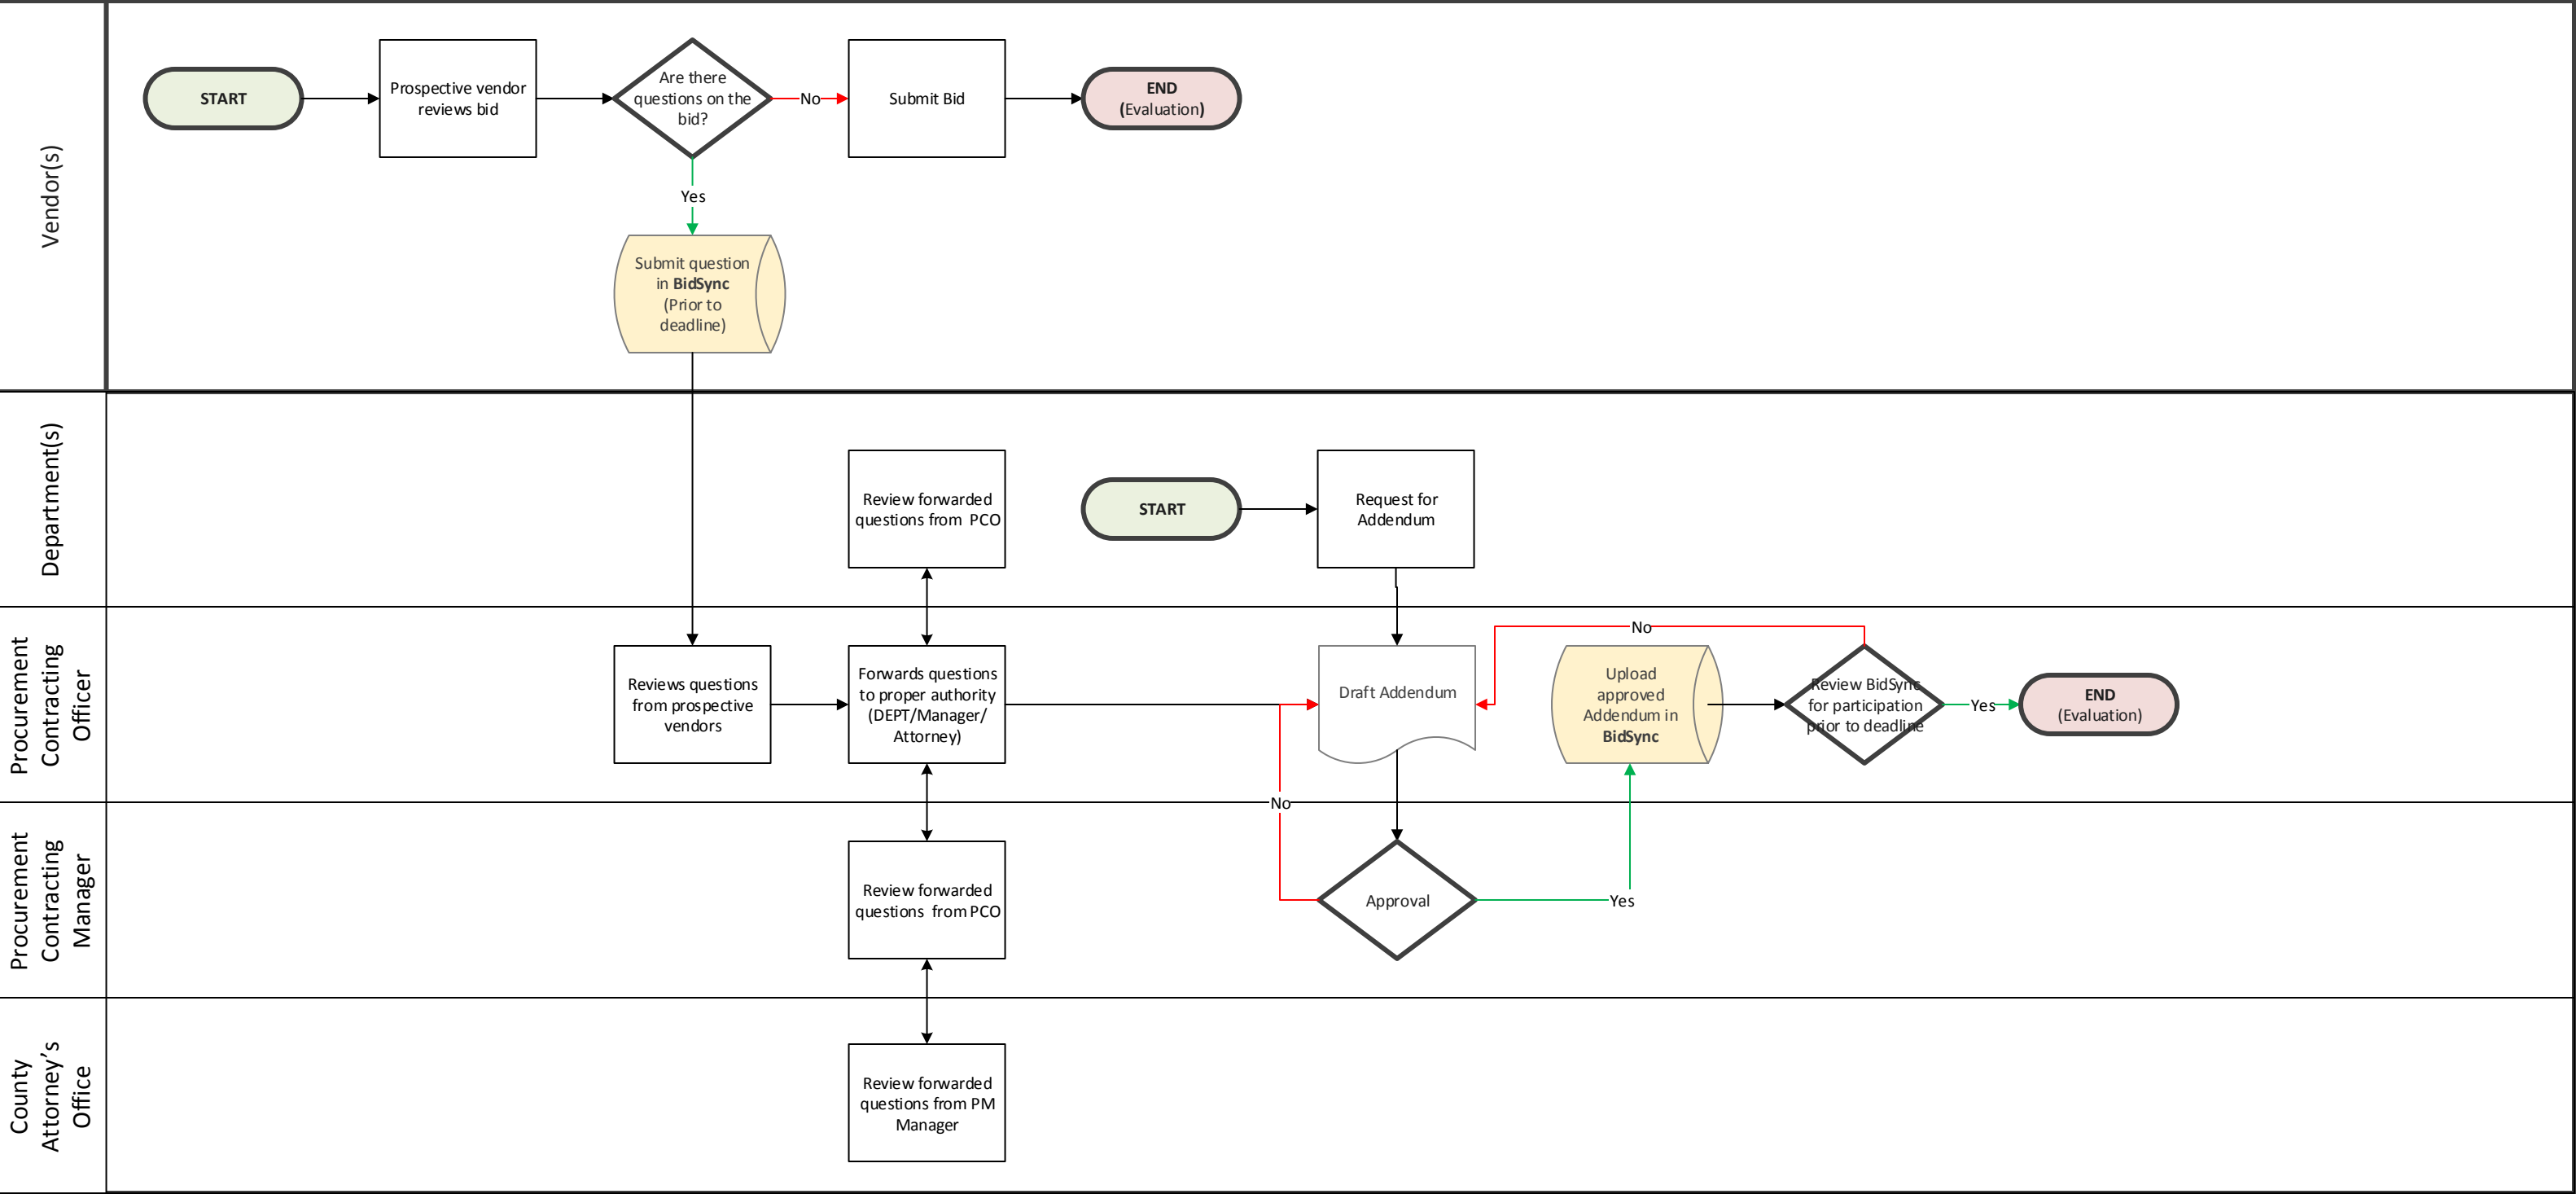 Vendor(s)
START
Prospective vendor
reviews bid
Are there
questions on the
bid?
No
Submit Bid
END
(Evaluation)
Yes
Submit question
in BidSync
(Prior to
deadline)
Department(s)
Review forwarded
questions from PCO
START
Request for
Addendum
Procurement
Contracting
Officer
Reviews questions
from prospective
vendors
Forwards questions
to proper authority
(DEPT/Manager/
Attorney)
Draft Addendum
No
Upload
approved
Addendum in
BidSync
Review BidSync
for participation
prior to deadline
Yes
END
(Evaluation)
No
Procurement
Contracting
Manager
Review forwarded
questions from PCO
Approval
Yes
County
Attorney’s
Office
Review forwarded
questions from PM
Manager